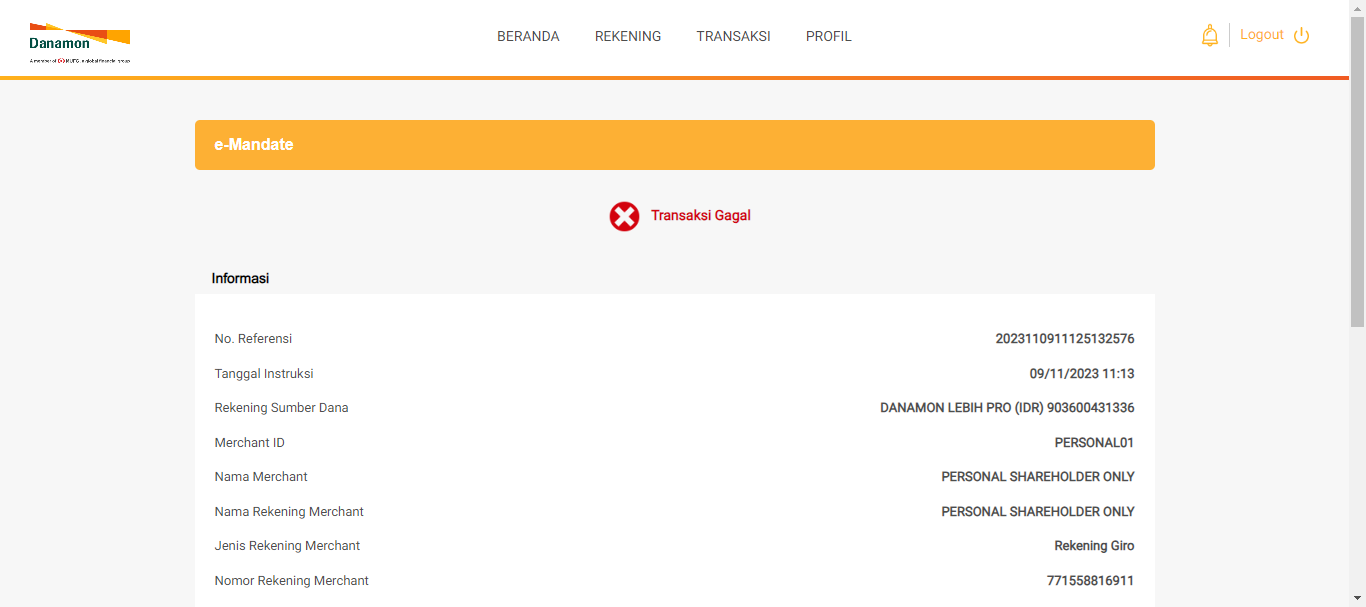 Danamon
A member of MUFG, a global financial group
BERANDA REKENING TRANSAKSI PROFIL Logout
e-Mandate
Transaksi Gagal
Informasi
No. Referensi 2023110911125132576
Tanggal Instruksi 09/11/2023 11:13
Rekening Sumber Dana DANAMON LEBIH PRO (IDR) 903600431336
Merchant ID PERSONAL01
Nama Merchant PERSONAL SHAREHOLDER ONLY
Nama Rekening Merchant PERSONAL SHAREHOLDER ONLY
Jenis Rekening Merchant Rekening Giro
Nomor Rekening Merchant 771558816911